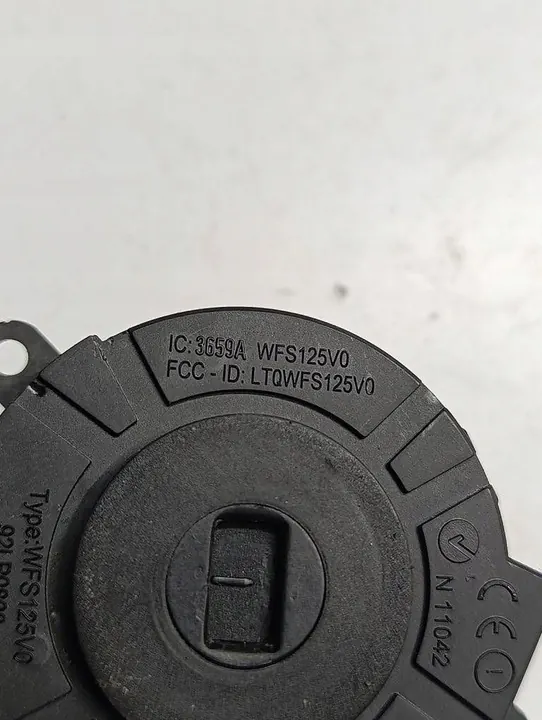 IC: 3659A WFS125V0
FCC - ID: LTQWFS125V0
Type:WFS125V0
N 11042
CE